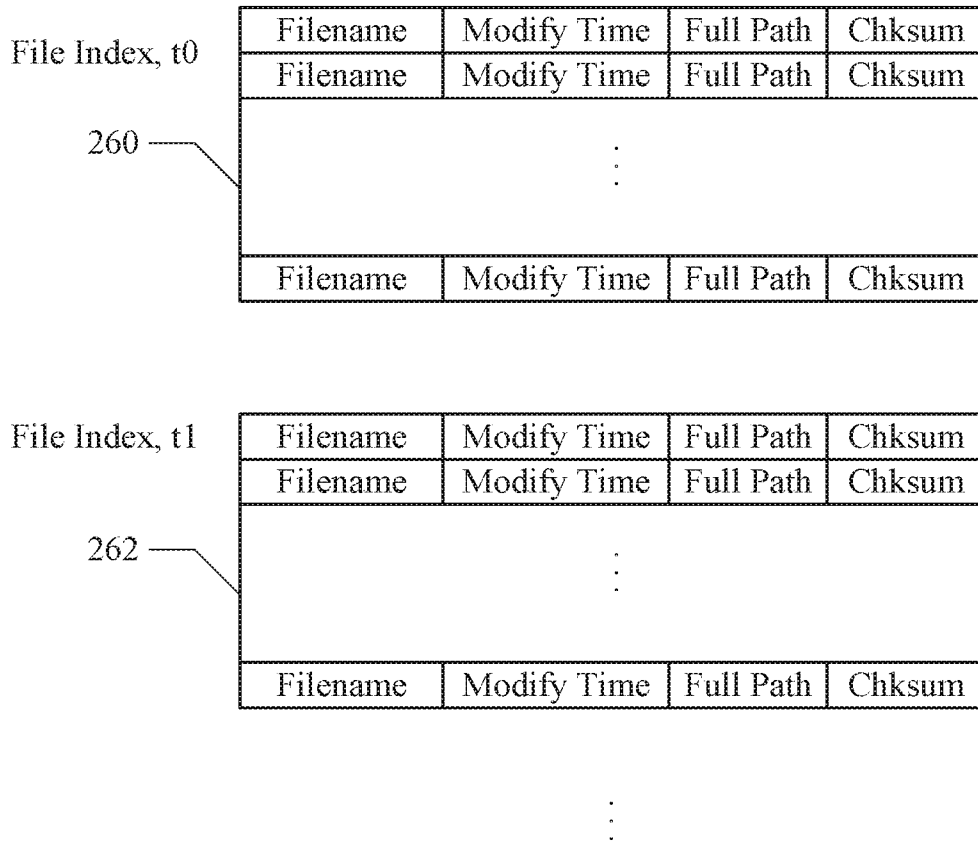 File Index, t0
Filename Modify Time Full Path Chksum
Filename Modify Time Full Path Chksum
260
⋮
Filename Modify Time Full Path Chksum
File Index, t1
Filename Modify Time Full Path Chksum
Filename Modify Time Full Path Chksum
262
⋮
Filename Modify Time Full Path Chksum
⋮